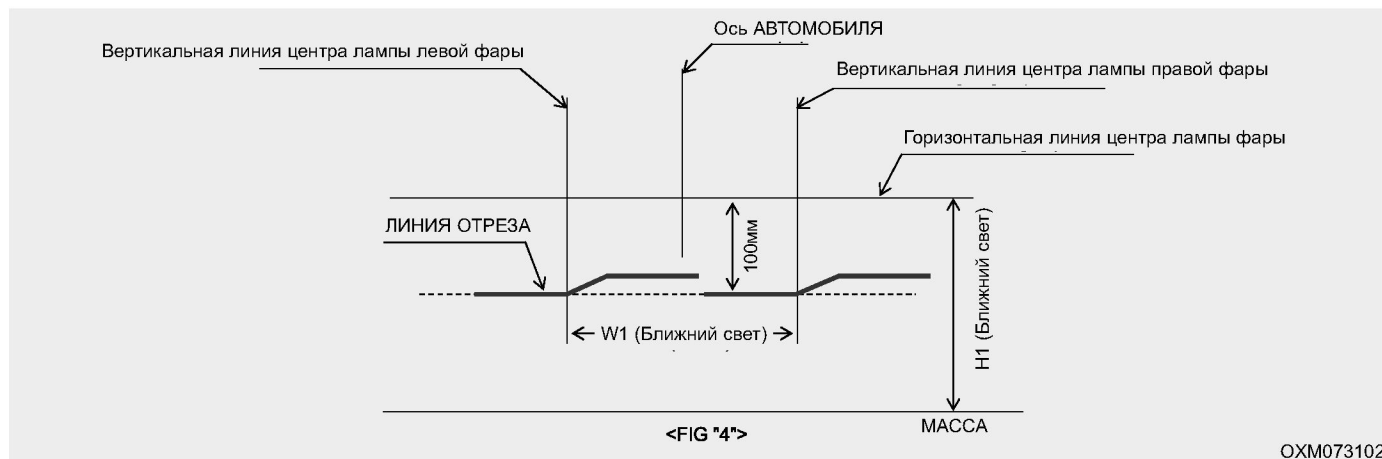 Ось АВТОМОБИЛЯ
Вертикальная линия центра лампы левой фары
Вертикальная линия центра лампы правой фары
Горизонтальная линия центра лампы фары
ЛИНИЯ ОТРЕЗА
100мм
W1 (Ближний свет)
H1 (Ближний свет)
МАССА
<FIG "4">
OXM073102